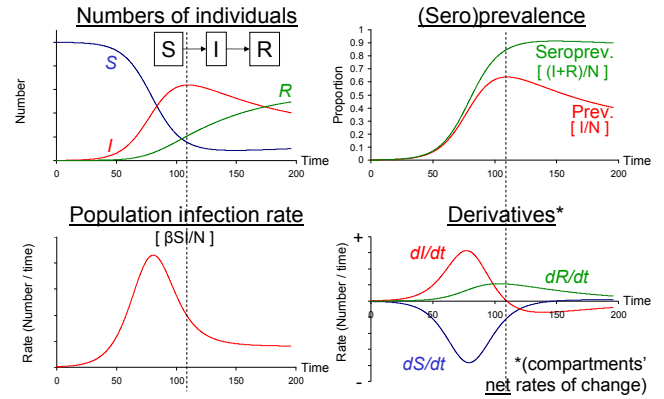 Numbers of individuals
S
I
R
S
R
I
Number
0
50
100
150
200
Time
(Sero)prevalence
Seroprev.
[ (I+R)/N ]
Prev.
[ I/N ]
Proportion
1
0.9
0.8
0.7
0.6
0.5
0.4
0.3
0.2
0.1
0
0
50
100
150
200
Time
Population infection rate
[ βSI/N ]
Rate (Number / time)
0
50
100
150
200
Time
Derivatives*
+
dI/dt
dR/dt
dS/dt
Rate (Number / time)
0
50
100
150
200
Time
-
*(compartments'
net rates of change)